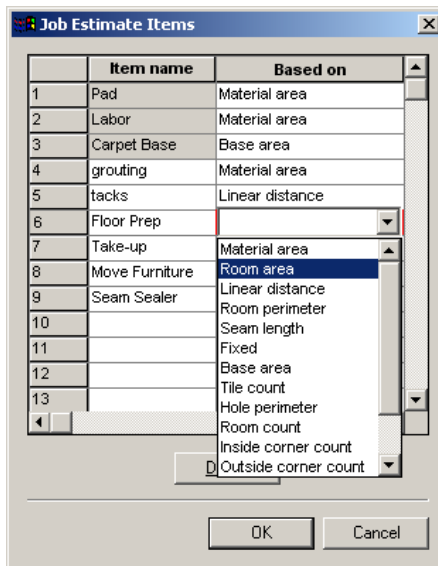 Job Estimate Items
Item name Based on
1 Pad Material area
2 Labor Material area
3 Carpet Base Base area
4 grouting Material area
5 tacks Linear distance
6 Floor Prep
7 Take-up Material area
8 Move Furniture Room area
9 Seam Sealer Linear distance
Room perimeter
10 Seam length
11 Fixed
Base area
12 Tile count
13 Hole perimeter
Room count
Inside corner count
D Outside corner count
OK Cancel